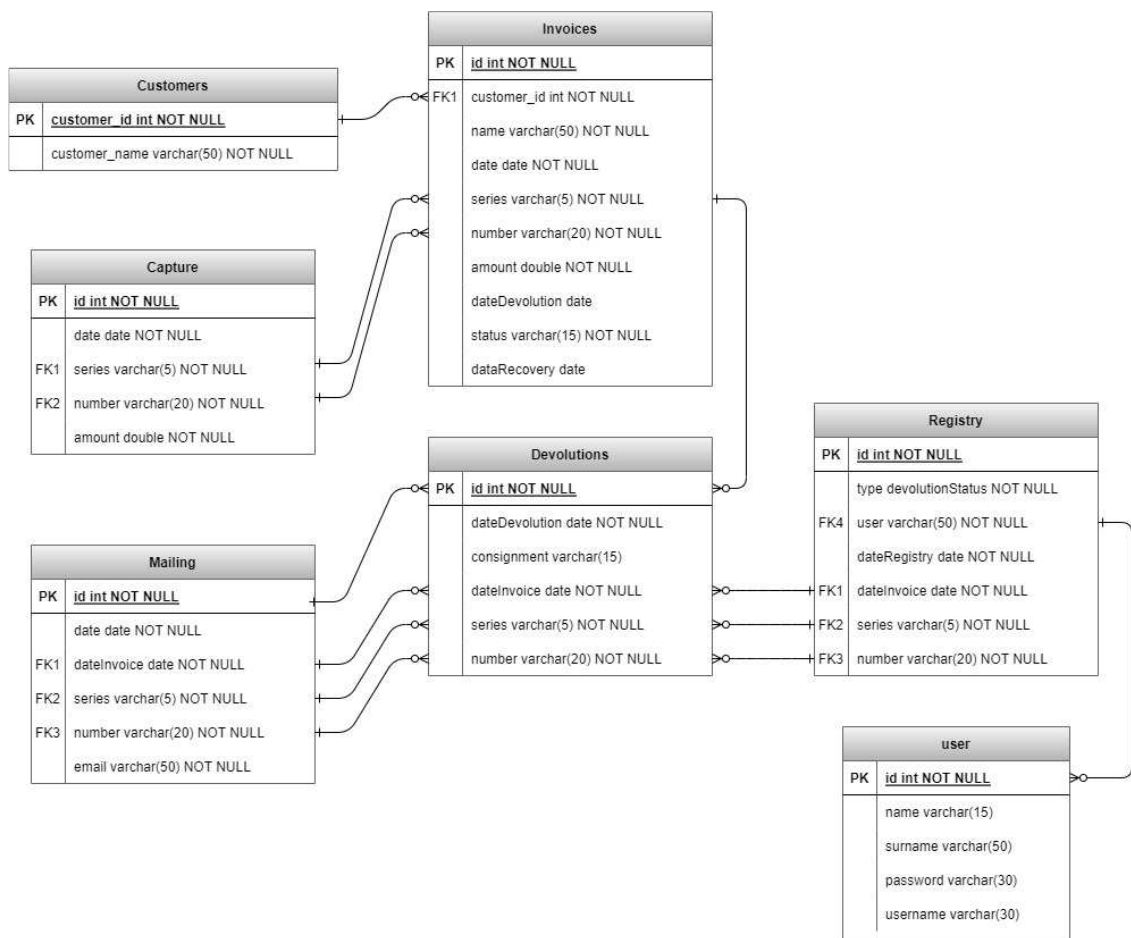 Invoices
PK id int NOT NULL
FK1 customer_id int NOT NULL
name varchar(50) NOT NULL
date date NOT NULL
series varchar(5) NOT NULL
number varchar(20) NOT NULL
amount double NOT NULL
dateDevolution date
status varchar(15) NOT NULL
dataRecovery date
Customers
PK customer_id int NOT NULL
customer_name varchar(50) NOT NULL
Capture
PK id int NOT NULL
date date NOT NULL
FK1 series varchar(5) NOT NULL
FK2 number varchar(20) NOT NULL
amount double NOT NULL
Devolutions
PK id int NOT NULL
dateDevolution date NOT NULL
consignment varchar(15)
dateInvoice date NOT NULL
series varchar(5) NOT NULL
number varchar(20) NOT NULL
Registry
PK id int NOT NULL
type devolutionStatus NOT NULL
FK4 user varchar(50) NOT NULL
dateRegistry date NOT NULL
FK1 dateInvoice date NOT NULL
FK2 series varchar(5) NOT NULL
FK3 number varchar(20) NOT NULL
Mailing
PK id int NOT NULL
date date NOT NULL
FK1 dateInvoice date NOT NULL
FK2 series varchar(5) NOT NULL
FK3 number varchar(20) NOT NULL
email varchar(50) NOT NULL
user
PK id int NOT NULL
name varchar(15)
surname varchar(50)
password varchar(30)
username varchar(30)